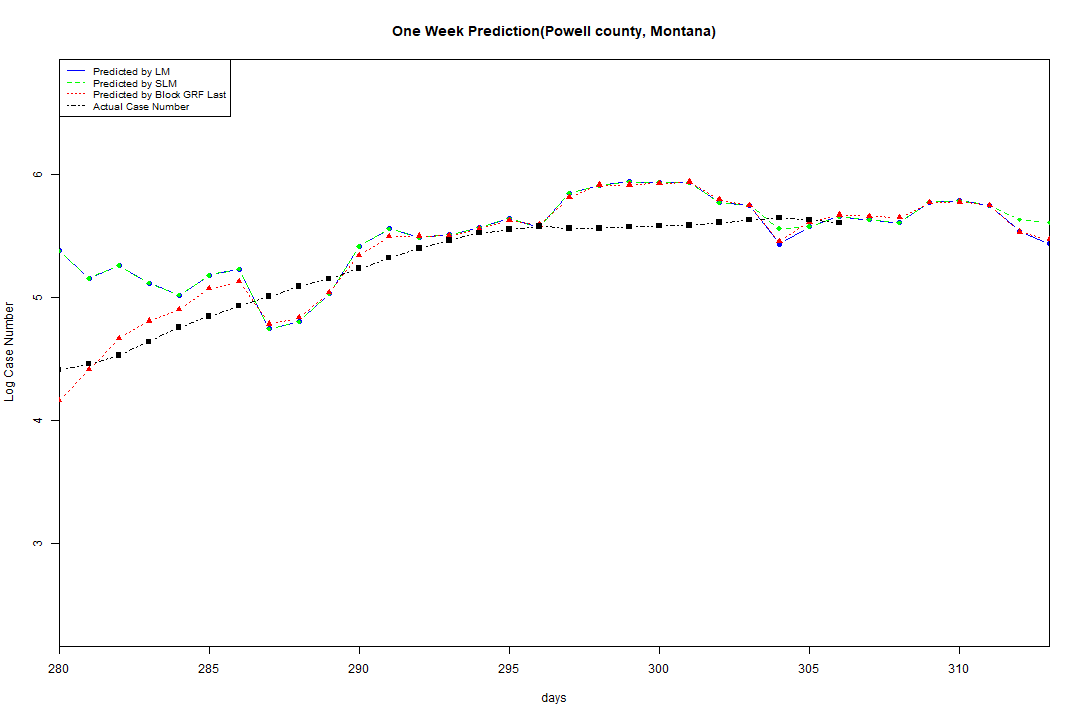 One Week Prediction(Powell county, Montana)
Predicted by LM
Predicted by SLM
Predicted by Block GRF Last
Actual Case Number
6
5
4
3
Log Case Number
280 285 290 295 300 305 310
days